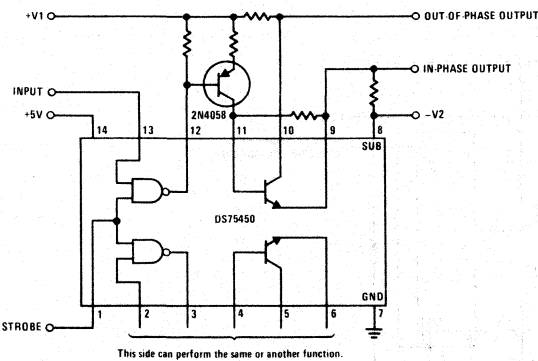 +V1
OUT-OF-PHASE OUTPUT
IN-PHASE OUTPUT
INPUT
2N4058
+5V
-V2
14 13 12 11 10 9 8
SUB
DS75450
GND
1 2 3 4 5 6 7
STROBE
This side can perform the same or another function.